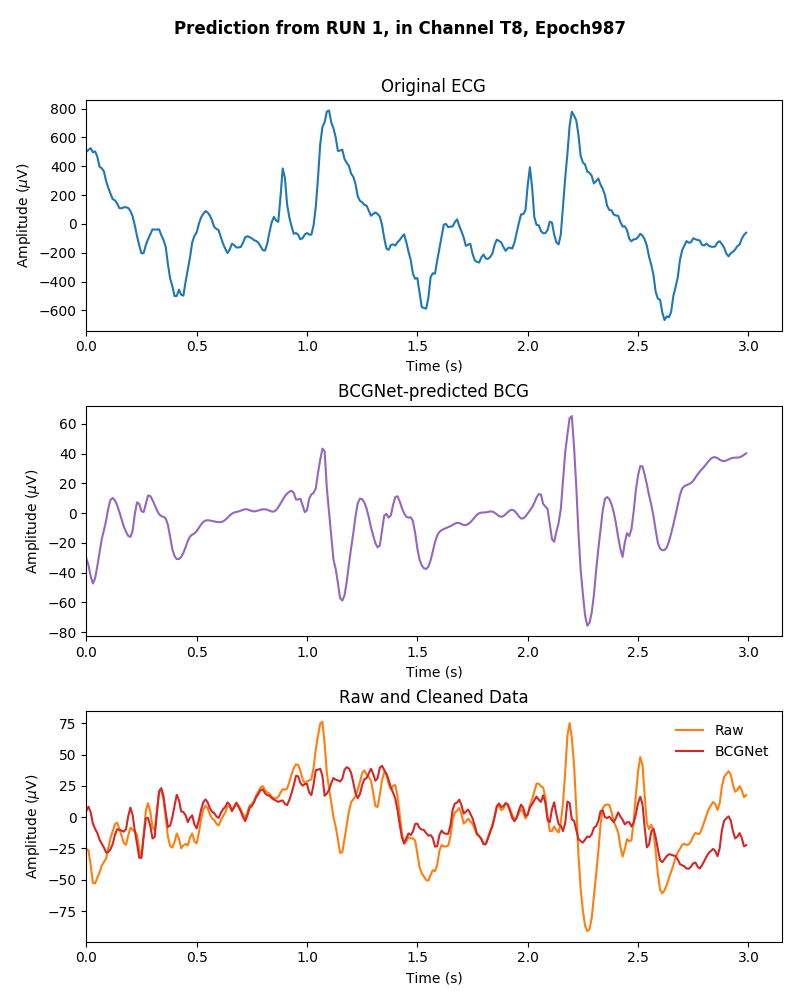 Prediction from RUN 1, in Channel T8, Epoch987
Original ECG
Amplitude (μV)
800
600
400
200
0
−200
−400
−600
0.0 0.5 1.0 1.5 2.0 2.5 3.0
Time (s)
BCGNet-predicted BCG
Amplitude (μV)
60
40
20
0
−20
−40
−60
−80
0.0 0.5 1.0 1.5 2.0 2.5 3.0
Time (s)
Raw and Cleaned Data
Amplitude (μV)
75
50
25
0
−25
−50
−75
Raw
BCGNet
0.0 0.5 1.0 1.5 2.0 2.5 3.0
Time (s)